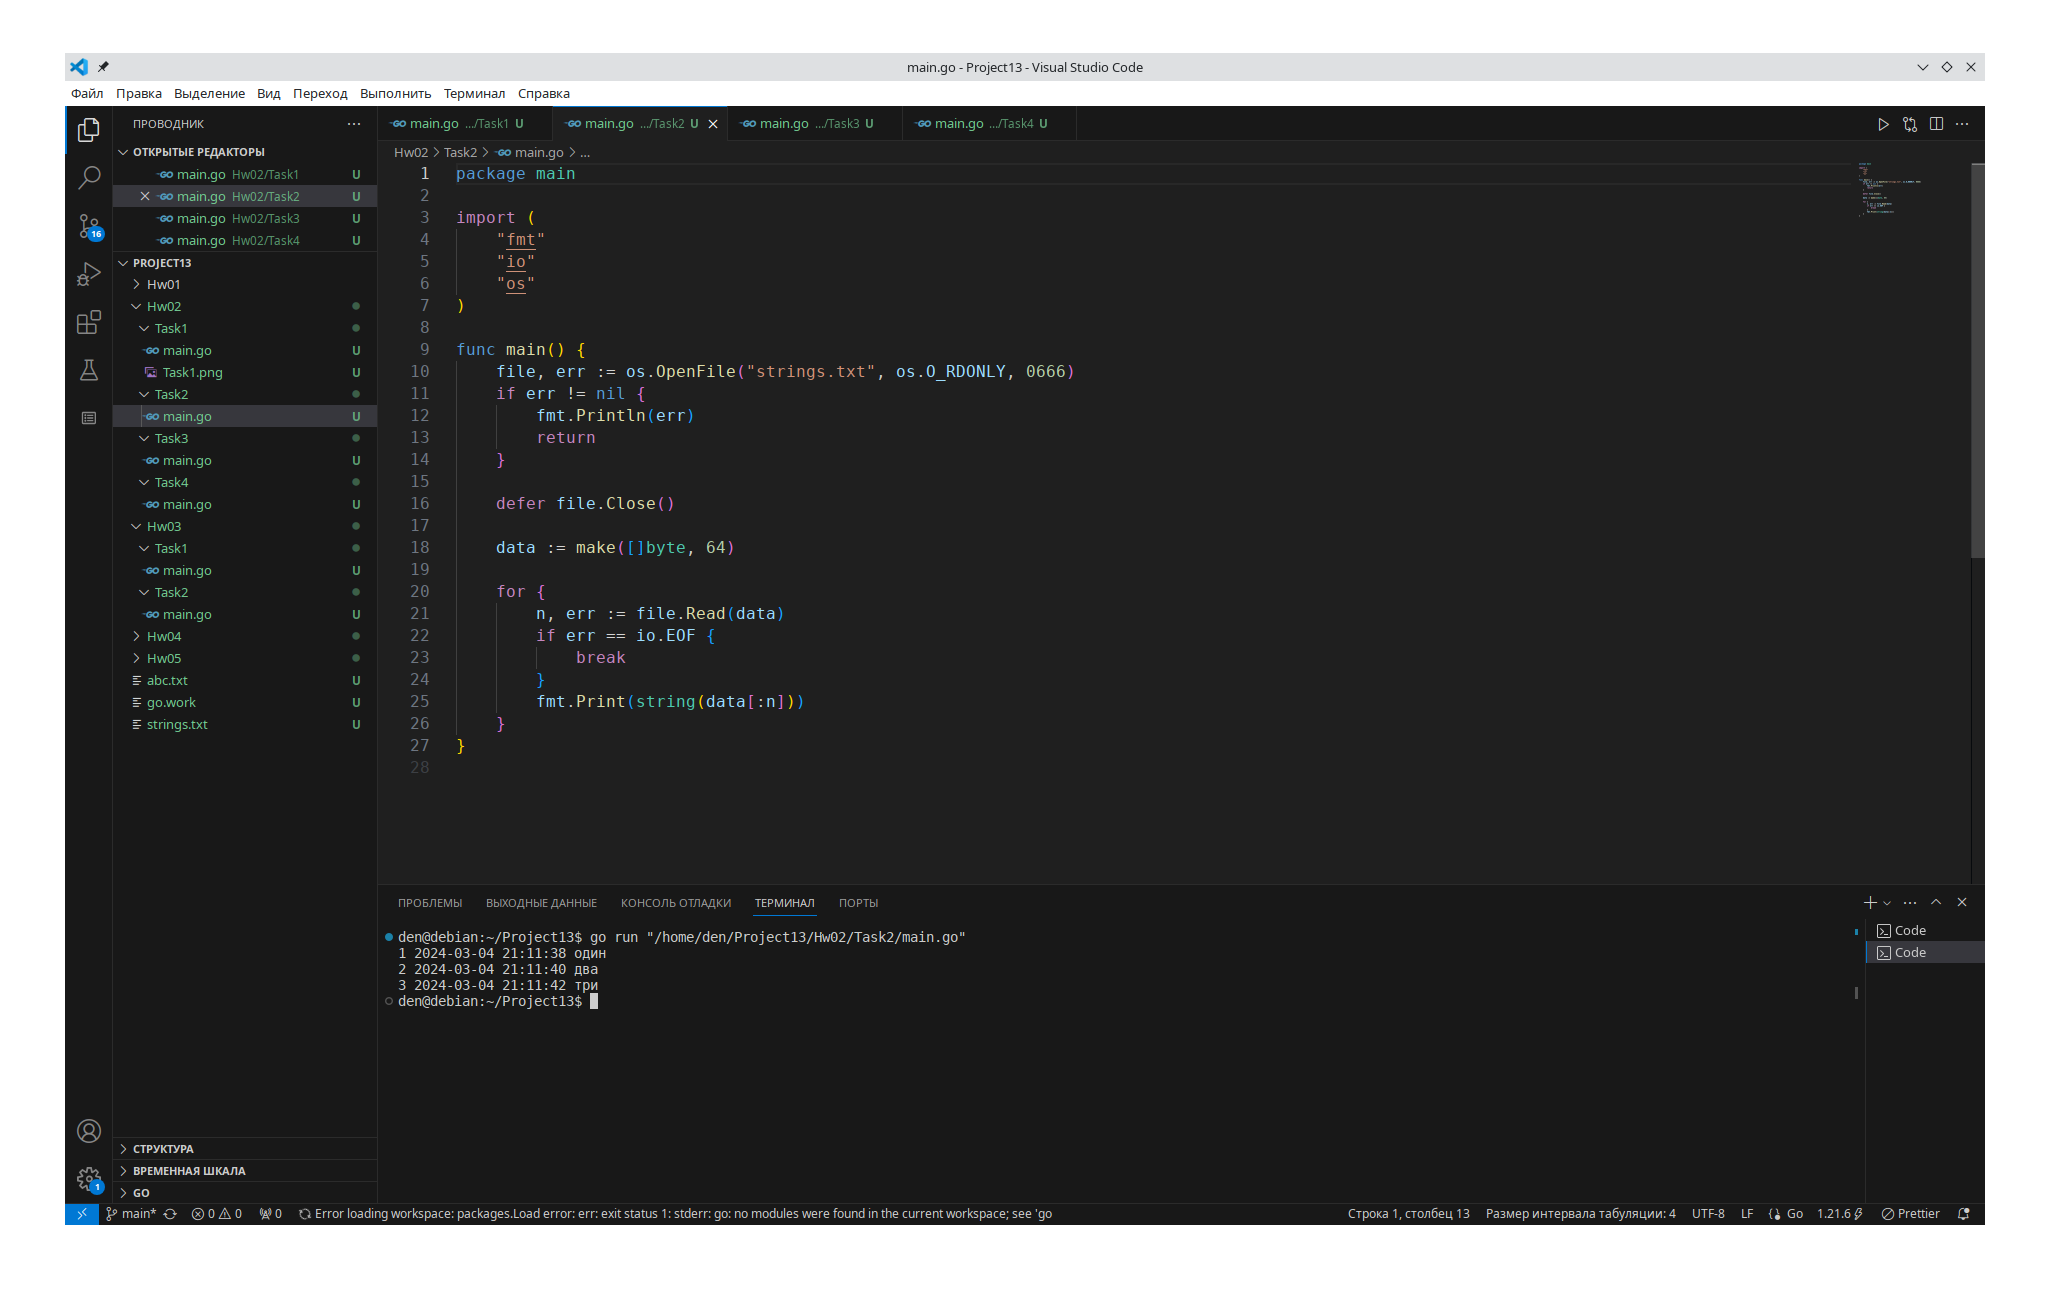 main.go - Project13 - Visual Studio Code
Файл Правка Выделение Вид Переход Выполнить Терминал Справка
ПРОВОДНИК
ОТКРЫТЫЕ РЕДАКТОРЫ
main.go Hw02/Task1 U
main.go Hw02/Task2 U
main.go Hw02/Task3 U
main.go Hw02/Task4 U
PROJECT13
Hw01
Hw02
Task1
main.go U
Task1.png U
Task2
main.go U
Task3
main.go U
Task4
main.go U
Hw03
Task1
main.go U
Task2
main.go U
Hw04
Hw05
abc.txt U
go.work U
strings.txt U
СТРУКТУРА
ВРЕМЕННАЯ ШКАЛА
GO
16
1
main.go .../Task1 U main.go .../Task2 U main.go .../Task3 U main.go .../Task4 U
Hw02 > Task2 > main.go > ...
1 package main
2
3 import (
4 "fmt"
5 "io"
6 "os"
7 )
8
9 func main() {
10 file, err := os.OpenFile("strings.txt", os.O_RDONLY, 0666)
11 if err != nil {
12 fmt.Println(err)
13 return
14 }
15
16 defer file.Close()
17
18 data := make([]byte, 64)
19
20 for {
21 n, err := file.Read(data)
22 if err == io.EOF {
23 break
24 }
25 fmt.Print(string(data[:n]))
26 }
27 }
28
ПРОБЛЕМЫ ВЫХОДНЫЕ ДАННЫЕ КОНСОЛЬ ОТЛАДКИ ТЕРМИНАЛ ПОРТЫ
den@debian:~/Project13$ go run "/home/den/Project13/Hw02/Task2/main.go"
1 2024-03-04 21:11:38 один
2 2024-03-04 21:11:40 два
3 2024-03-04 21:11:42 три
den@debian:~/Project13$
Code
Code
main* 0 0 0 Error loading workspace: packages.Load error: err: exit status 1: stderr: go: no modules were found in the current workspace; see 'go
Строка 1, столбец 13 Размер интервала табуляции: 4 UTF-8 LF Go 1.21.6 Prettier